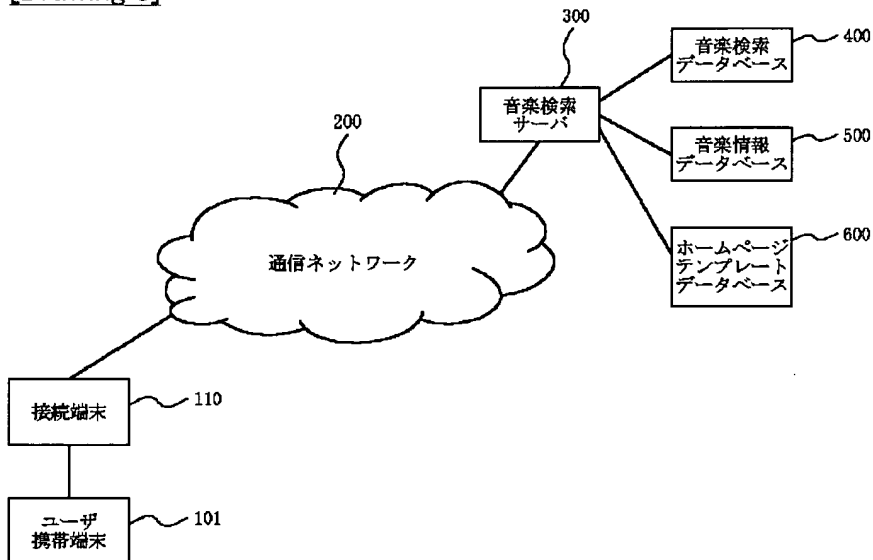 300
音楽検索
データベース
400
音楽検索
サーバ
200
音楽情報
データベース
500
ホームページ
テンプレート
データベース
600
通信ネットワーク
接続端末
110
ユーザ
携帯端末
101